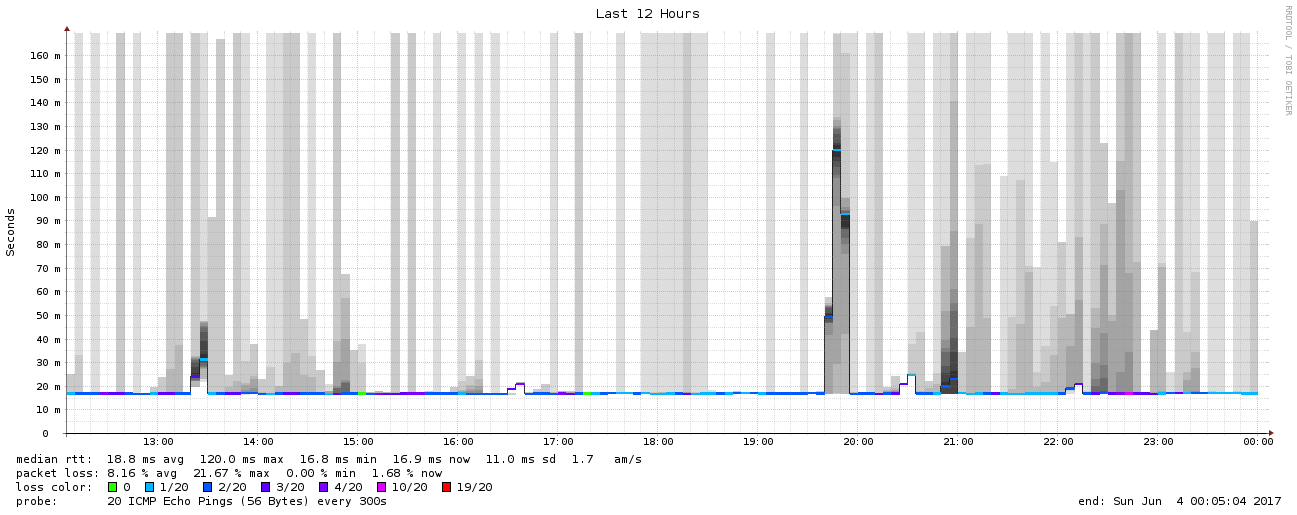 Last 12 Hours
RRDTOOL / TOBI OETIKER
Seconds
160 m
150 m
140 m
130 m
120 m
110 m
100 m
90 m
80 m
70 m
60 m
50 m
40 m
30 m
20 m
10 m
0
13:00 14:00 15:00 16:00 17:00 18:00 19:00 20:00 21:00 22:00 23:00 00:00
median rtt: 18.8 ms avg 120.0 ms max 16.8 ms min 16.9 ms now 11.0 ms sd 1.7 am/s
packet loss: 8.16 % avg 21.67 % max 0.00 % min 1.68 % now
loss color: 0 1/20 2/20 3/20 4/20 10/20 19/20
probe: 20 ICMP Echo Pings (56 Bytes) every 300s end: Sun Jun 4 00:05:04 2017